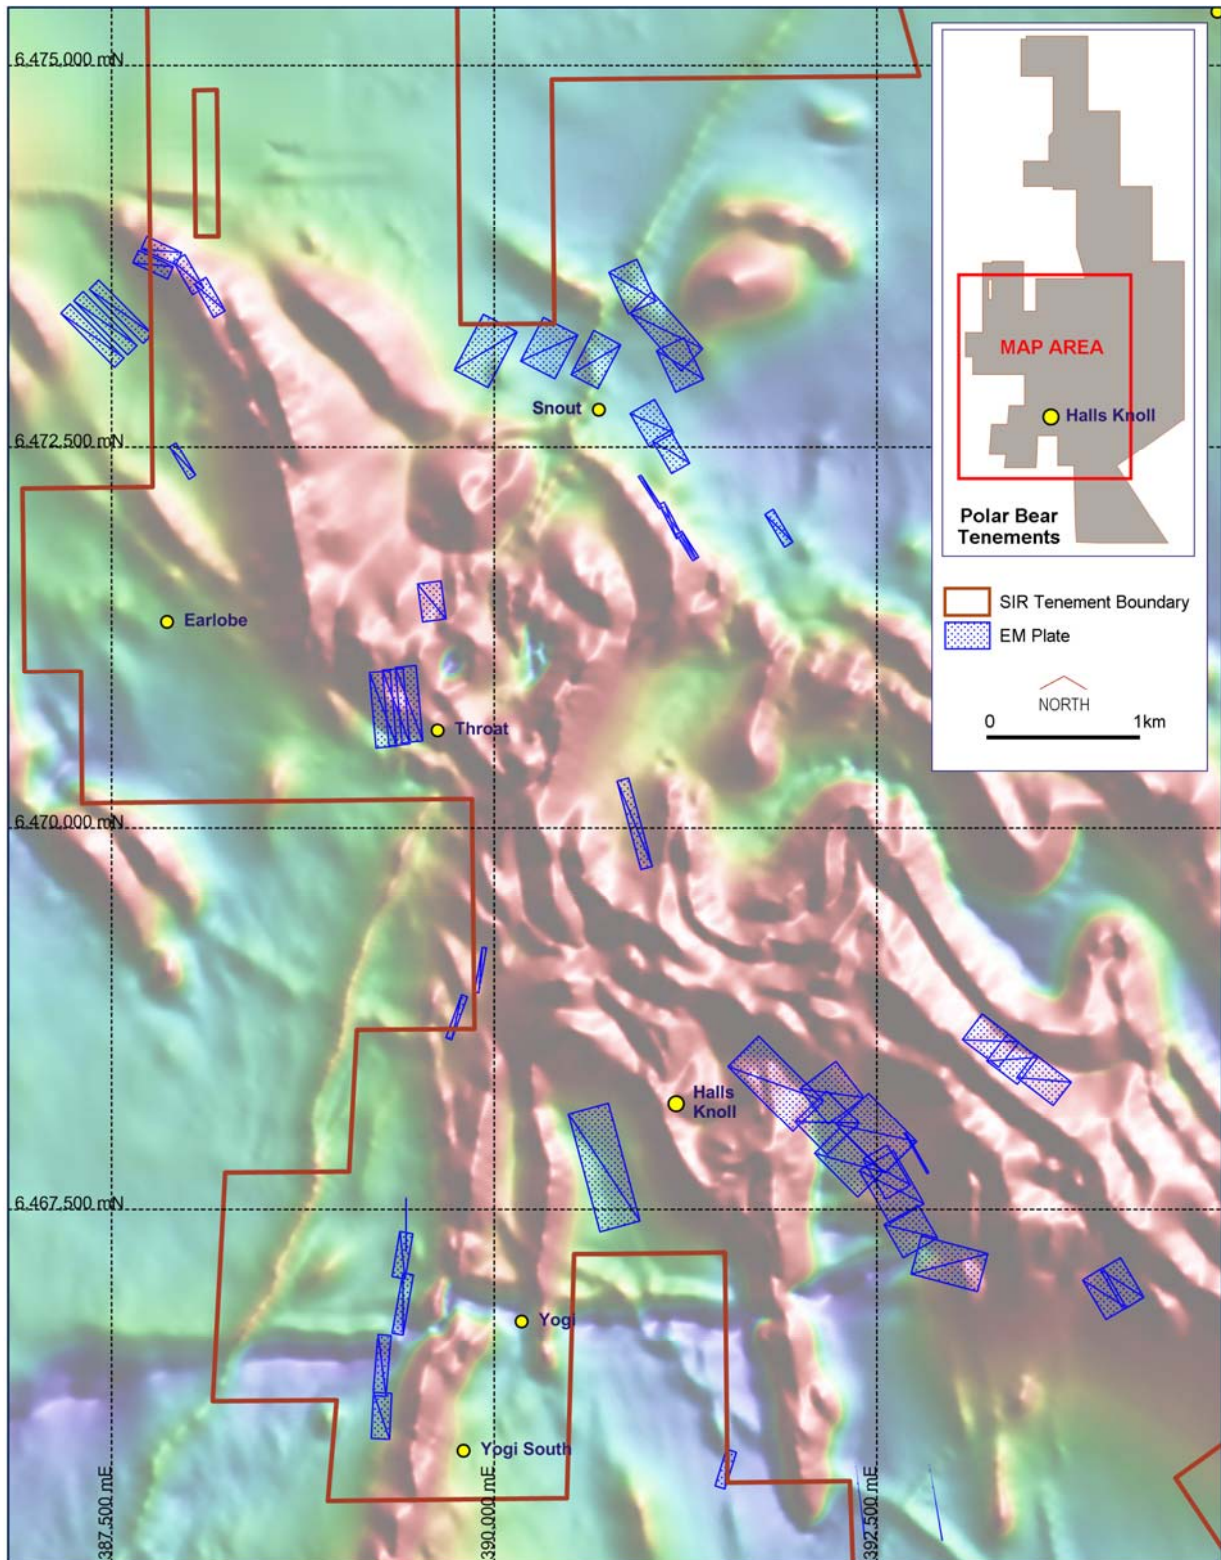 6,475,000 mN
MAP AREA
Halls Knoll
Snout
6,472,500 mN
Polar Bear
Tenements
SIR Tenement Boundary
Earlobe
EM Plate
NORTH
0 1km
Throat
6,470,000 mN
Halls
Knoll
6,467,500 mN
Yogi
Yogi South
387,500 mE
390,000 mE
392,500 mE